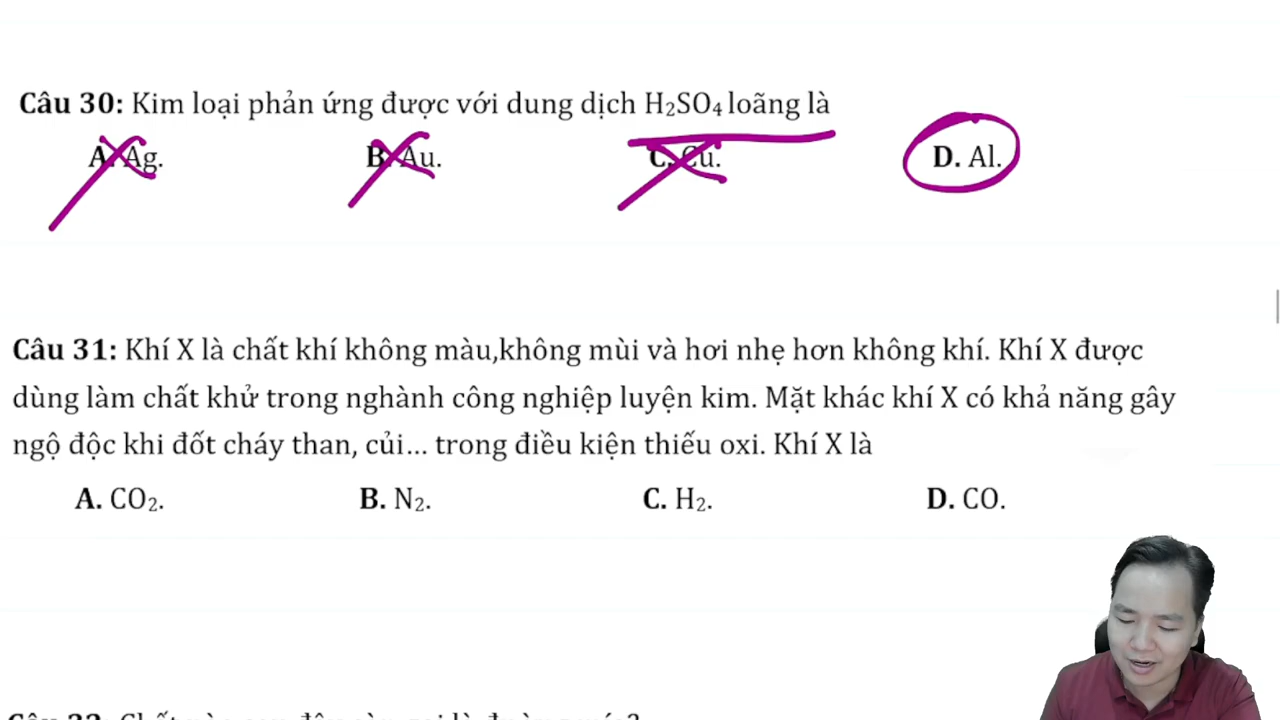 Câu 30: Kim loại phản ứng được với dung dịch H₂SO₄ loãng là
A. Ag. B. Au. C. Cu. D. Al.
Câu 31: Khí X là chất khí không màu,không mùi và hơi nhẹ hơn không khí. Khí X được
dùng làm chất khử trong nghành công nghiệp luyện kim. Mặt khác khí X có khả năng gây
ngộ độc khi đốt cháy than, củi... trong điều kiện thiếu oxi. Khí X là
A. CO₂. B. N₂. C. H₂. D. CO.